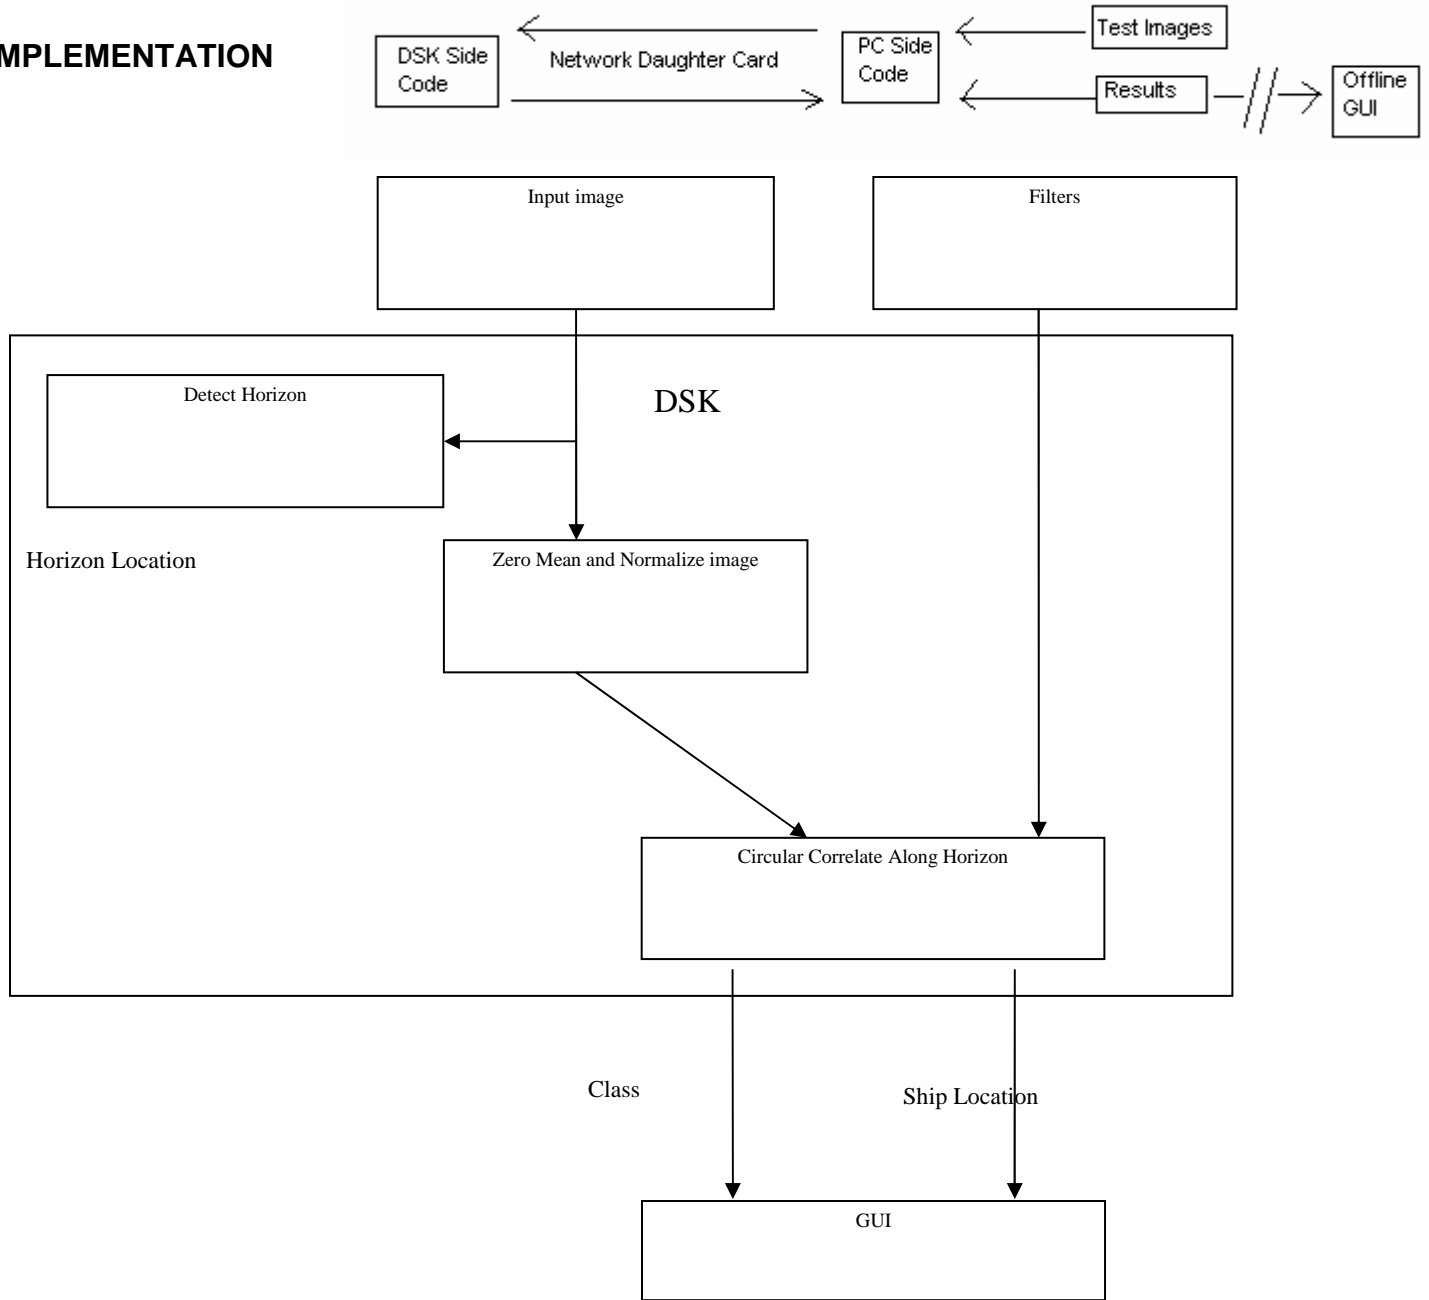 MPLEMENTATION
DSK Side
Code
Network Daughter Card
PC Side
Code
Test Images
Results
Offline
GUI
Input image
Filters
Detect Horizon
DSK
Horizon Location
Zero Mean and Normalize image
Circular Correlate Along Horizon
Class
Ship Location
GUI